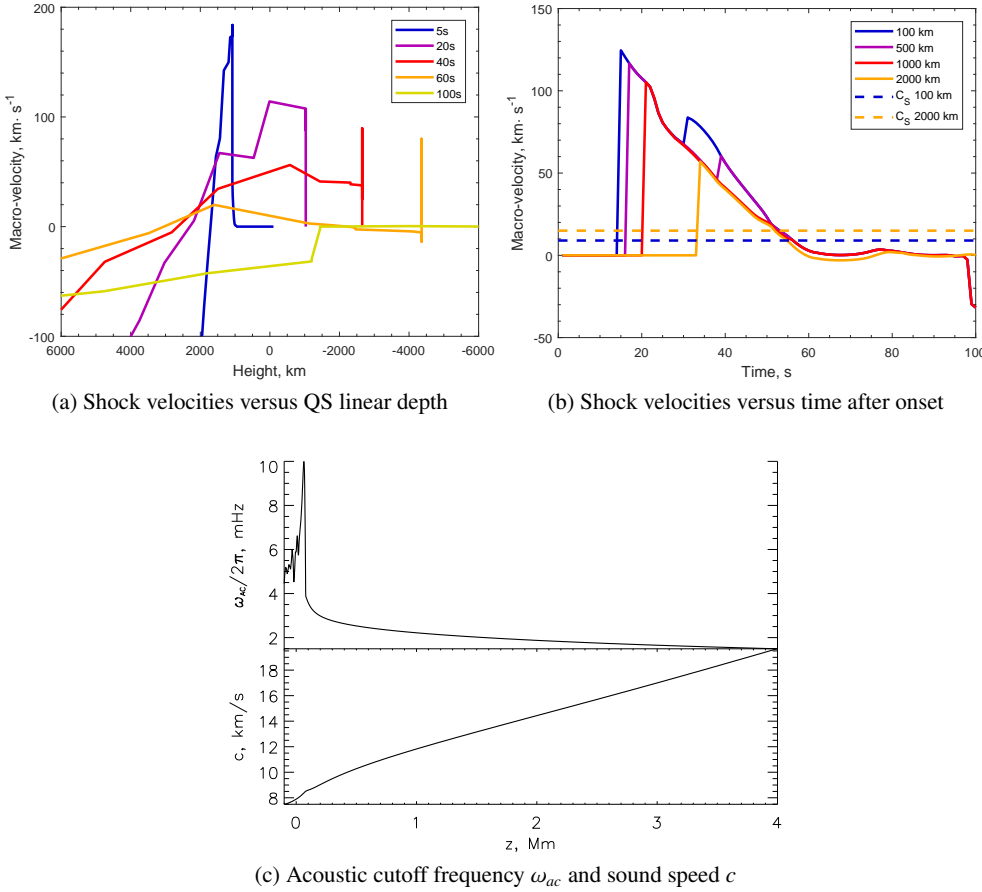 200
100
0
-100
6000 4000 2000 0 -2000 -4000 -6000
Macro-velocity, km· s⁻¹
Height, km
5s
20s
40s
60s
100s
(a) Shock velocities versus QS linear depth
150
100
50
0
-50
0 20 40 60 80 100
Macro-velocity, km· s⁻¹
Time, s
100 km
500 km
1000 km
2000 km
C_S 100 km
C_S 2000 km
(b) Shock velocities versus time after onset
10
8
6
4
2
ω_AC/2π, mHz
18
16
14
12
10
8
c, km/s
0 1 2 3 4
z, Mm
(c) Acoustic cutoff frequency ω_ac and sound speed c